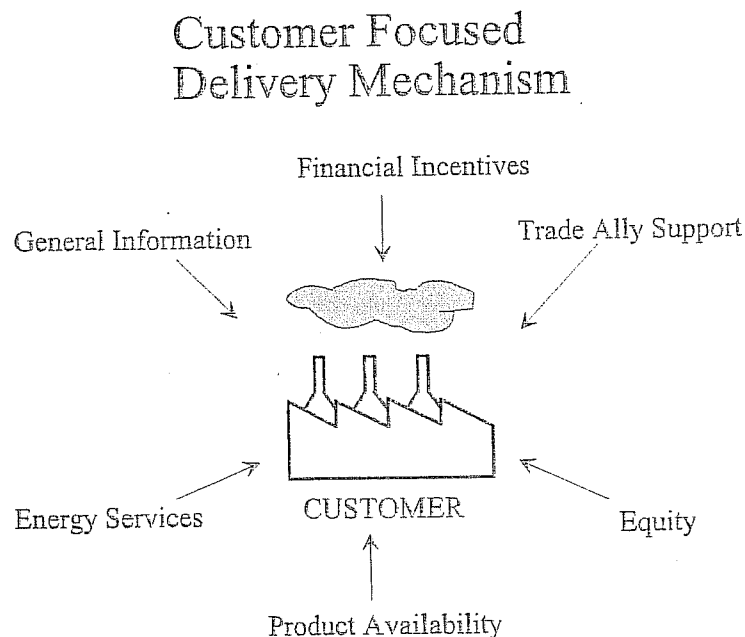 Customer Focused
Delivery Mechanism
Financial Incentives
General Information
Trade Ally Support
Energy Services
CUSTOMER
Equity
Product Availability